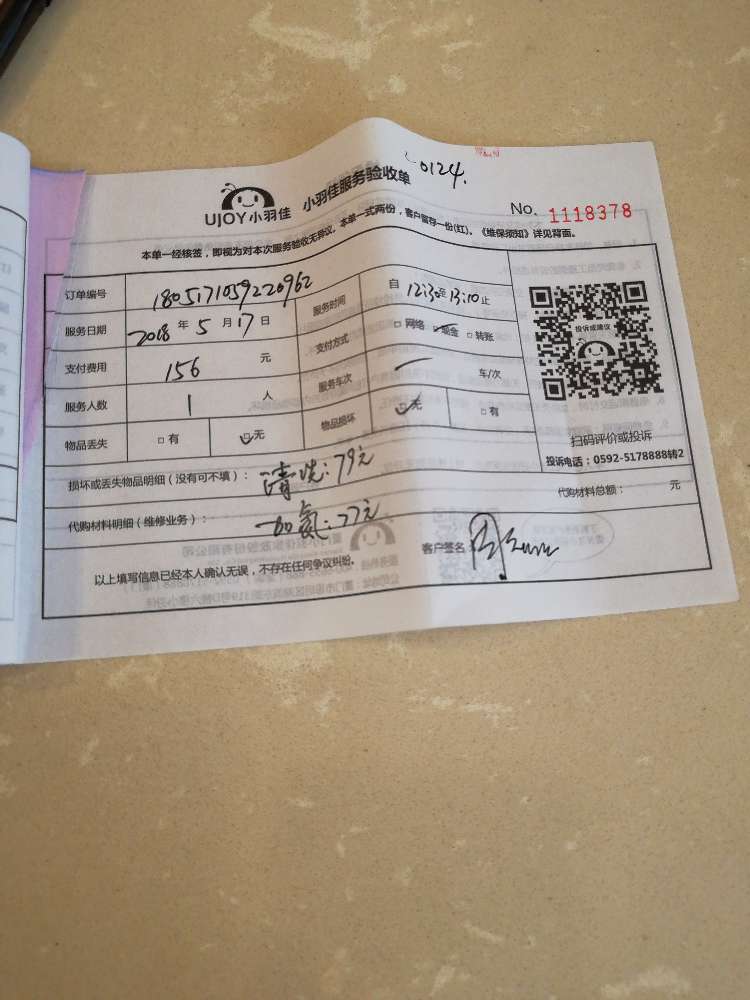 0124.
UJOY小羽佳 小羽佳服务验收单
No. 1118378
本单一经核签，即视为对本次服务验收无异议。本单一式两份，客户留存一份(红)。《维保须知》详见背面。
订单编号 180517105922096​2 服务时间 自 12:30至 13:10止
服务日期 2018 年 5 月 17 日 支付方式 □ 网络 ☑ 现金 □ 转账
支付费用 156 元 服务车次 一 车/次
服务人数 1 人 物品损坏 ☑ 无 □ 有
物品丢失 □ 有 ☑ 无
投诉或建议
扫码评价或投诉
投诉电话：0592-5178888转2
损坏或丢失物品明细（没有可不填）： 清洗：79元
代购材料明细（维修业务）： 加氟：77元 代购材料总额： 元
以上填写信息已经本人确认无误，不存在任何争议纠纷。 客户签名：